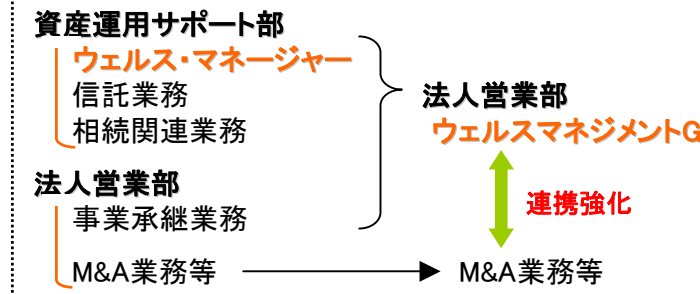 資産運用サポート部
ウェルス・マネージャー
信託業務
相続関連業務
法人営業部
事業承継業務
M&A業務等
法人営業部
ウェルスマネジメントG
連携強化
M&A業務等